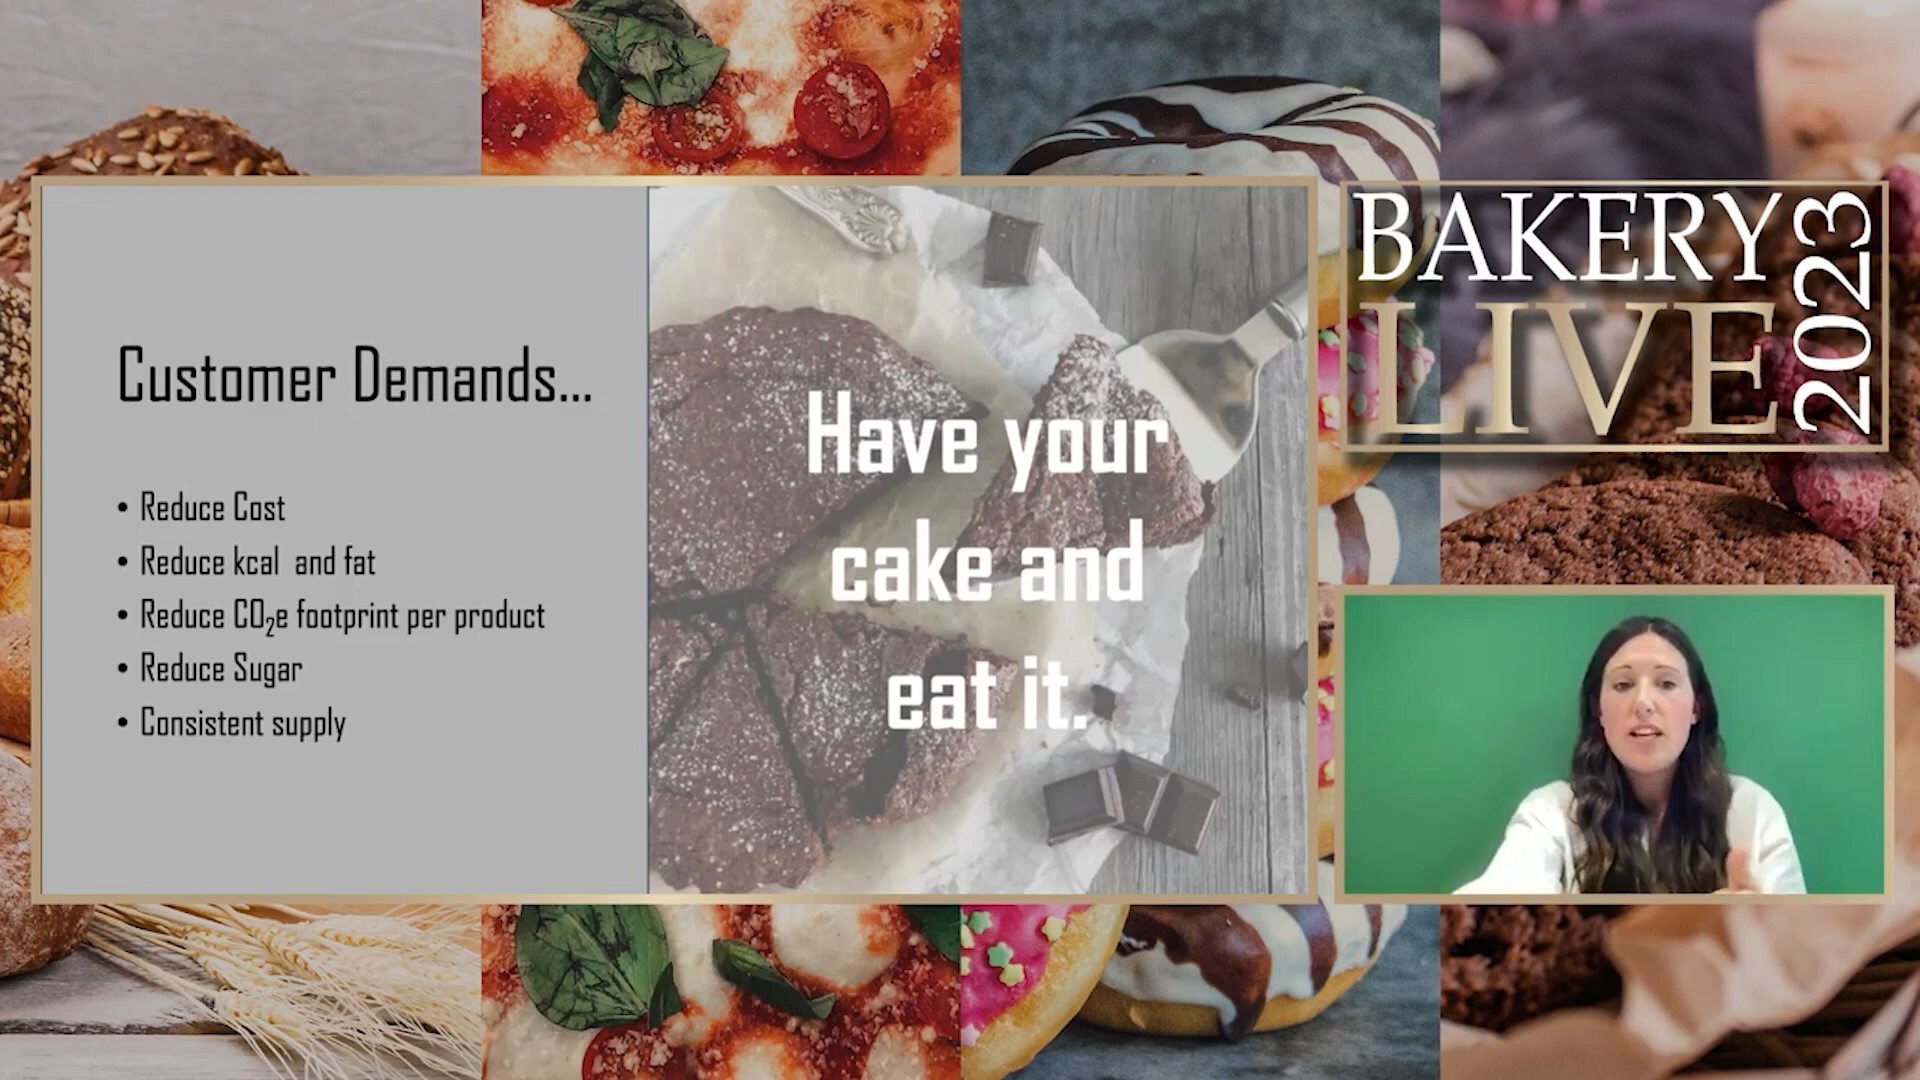 Customer Demands...
• Reduce Cost
• Reduce kcal  and fat
• Reduce CO₂e footprint per product
• Reduce Sugar
• Consistent supply
Have your
cake and
eat it.
BAKERY
LIVE
2023